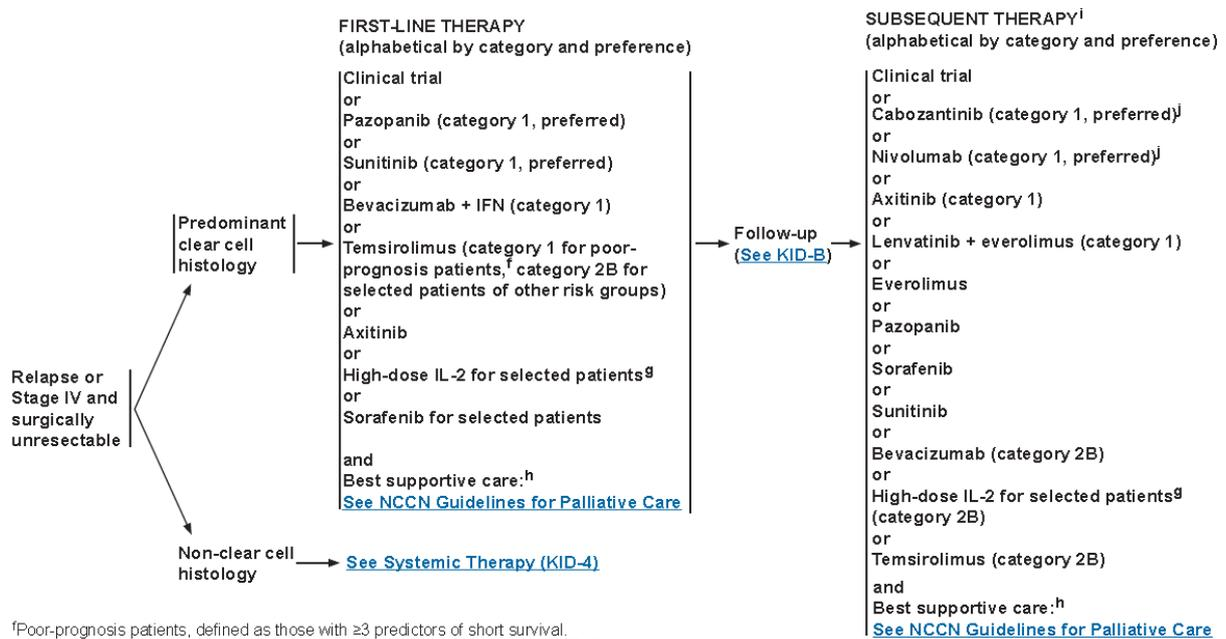 FIRST-LINE THERAPY
(alphabetical by category and preference)
Clinical trial
or
Pazopanib (category 1, preferred)
or
Sunitinib (category 1, preferred)
or
Bevacizumab + IFN (category 1)
or
Temsirolimus (category 1 for poor-
prognosis patients,f category 2B for
selected patients of other risk groups)
or
Axitinib
or
High-dose IL-2 for selected patientsg
or
Sorafenib for selected patients
and
Best supportive care:h
See NCCN Guidelines for Palliative Care
SUBSEQUENT THERAPYi
(alphabetical by category and preference)
Clinical trial
or
Cabozantinib (category 1, preferred)j
or
Nivolumab (category 1, preferred)j
or
Axitinib (category 1)
or
Lenvatinib + everolimus (category 1)
or
Everolimus
or
Pazopanib
or
Sorafenib
or
Sunitinib
or
Bevacizumab (category 2B)
or
High-dose IL-2 for selected patientsg
(category 2B)
or
Temsirolimus (category 2B)
and
Best supportive care:h
See NCCN Guidelines for Palliative Care
Predominant
clear cell
histology
Follow-up
(See KID-B)
Relapse or
Stage IV and
surgically
unresectable
Non-clear cell
histology
See Systemic Therapy (KID-4)
fPoor-prognosis patients, defined as those with ≥3 predictors of short survival.